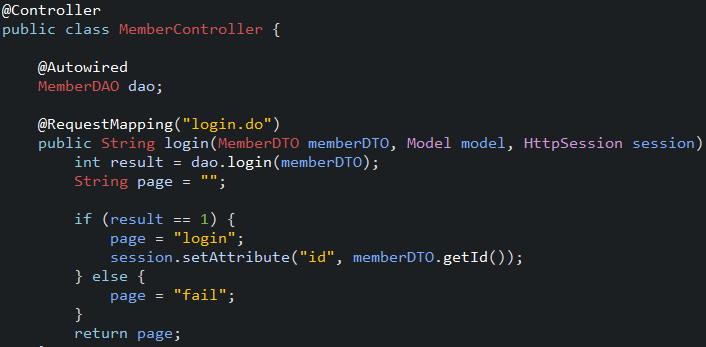 @Controller
public class MemberController {
@Autowired
MemberDAO dao;
@RequestMapping("login.do")
public String login(MemberDTO memberDTO, Model model, HttpSession session)
int result = dao.login(memberDTO);
String page = "";
if (result == 1) {
page = "login";
session.setAttribute("id", memberDTO.getId());
} else {
page = "fail";
}
return page;